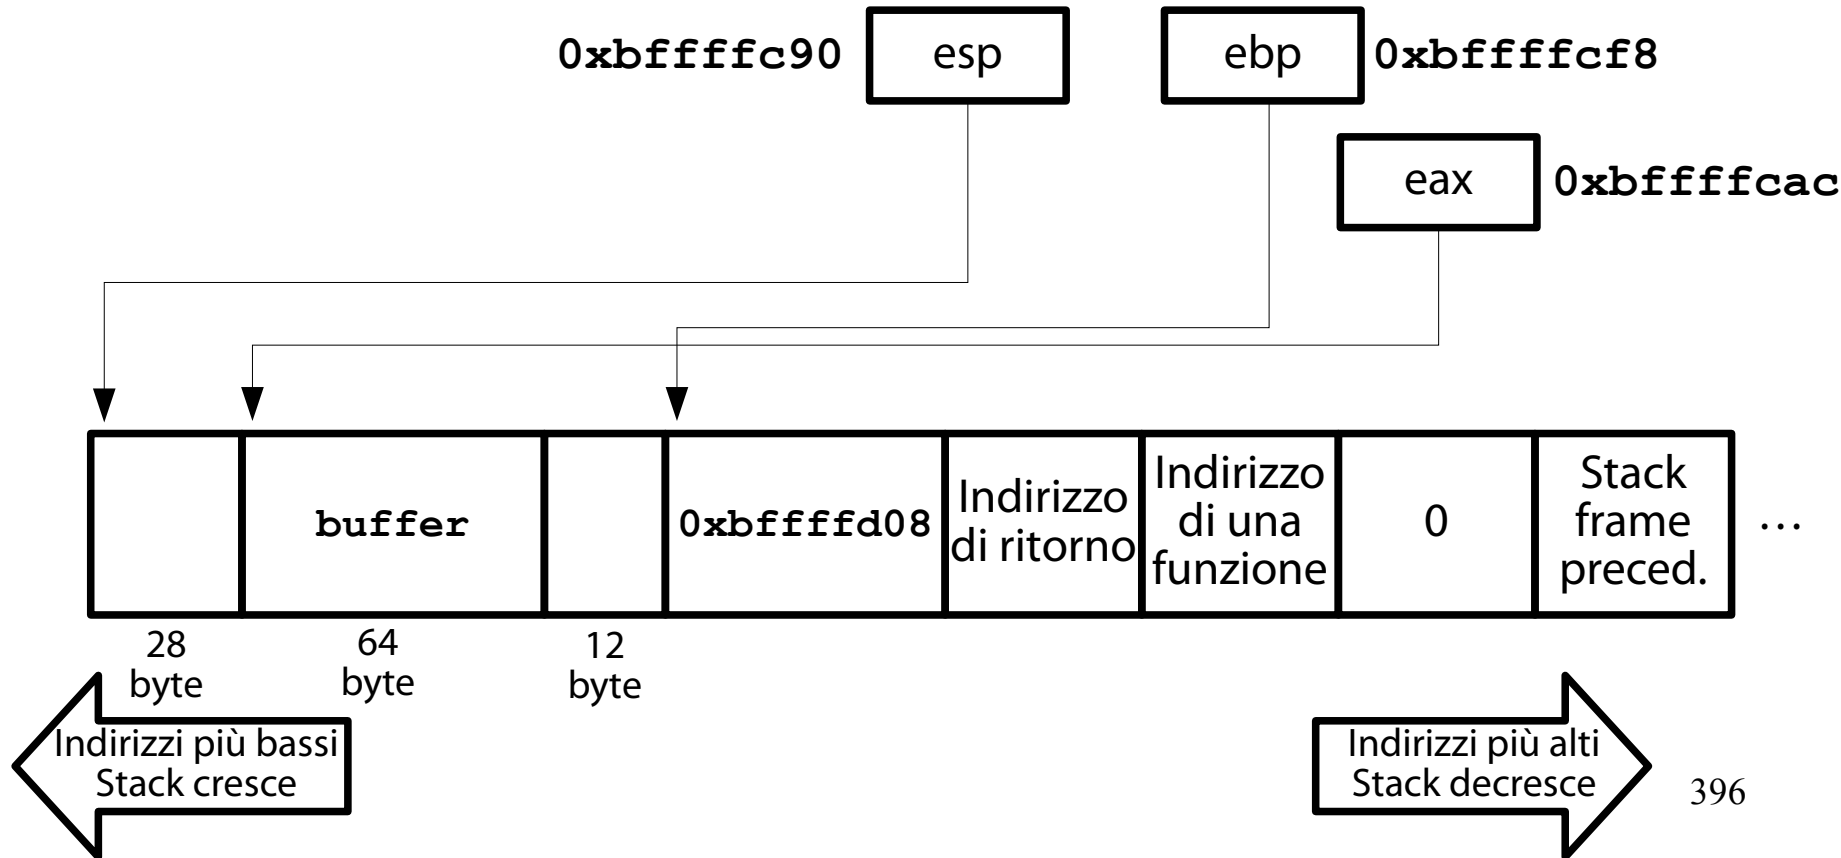 0xbffffc90 esp ebp 0xbffffcf8
eax 0xbffffcac
buffer
0xbffffd08
Indirizzo
di ritorno
Indirizzo
di una
funzione
0
Stack
frame
preced.
...
28
byte
64
byte
12
byte
Indirizzi più bassi
Stack cresce
Indirizzi più alti
Stack decresce
396